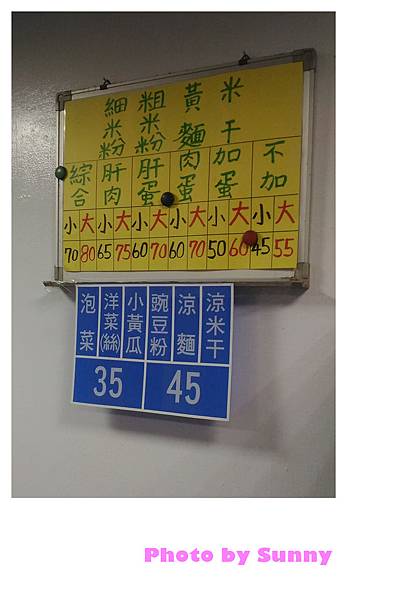 米干
黃麵
粗米粉
細米粉
不加
加蛋
肉蛋
肝蛋
肝肉
綜合
小 大 小 大 小 大 小 大 小 大 小 大
70 80 65 75 60 70 60 70 50 60 45 55
涼米干
涼麵
豌豆粉
小黃瓜
洋菜(絲)
泡菜
35 45
Photo by Sunny